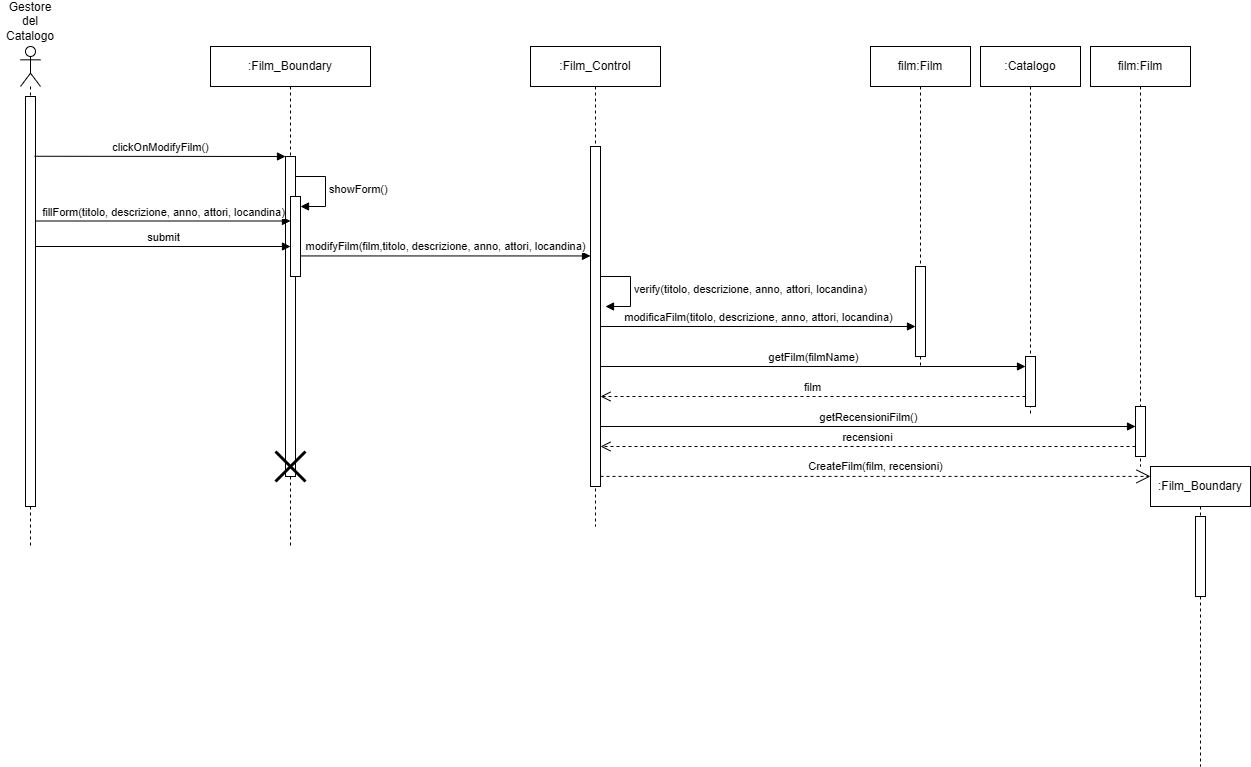 Gestore
del
Catalogo
:Film_Boundary
:Film_Control
film:Film
:Catalogo
film:Film
clickOnModifyFilm()
showForm()
fillForm(titolo, descrizione, anno, attori, locandina)
submit
modifyFilm(film,titolo, descrizione, anno, attori, locandina)
verify(titolo, descrizione, anno, attori, locandina)
modificaFilm(titolo, descrizione, anno, attori, locandina)
getFilm(filmName)
film
getRecensioniFilm()
recensioni
CreateFilm(film, recensioni)
:Film_Boundary